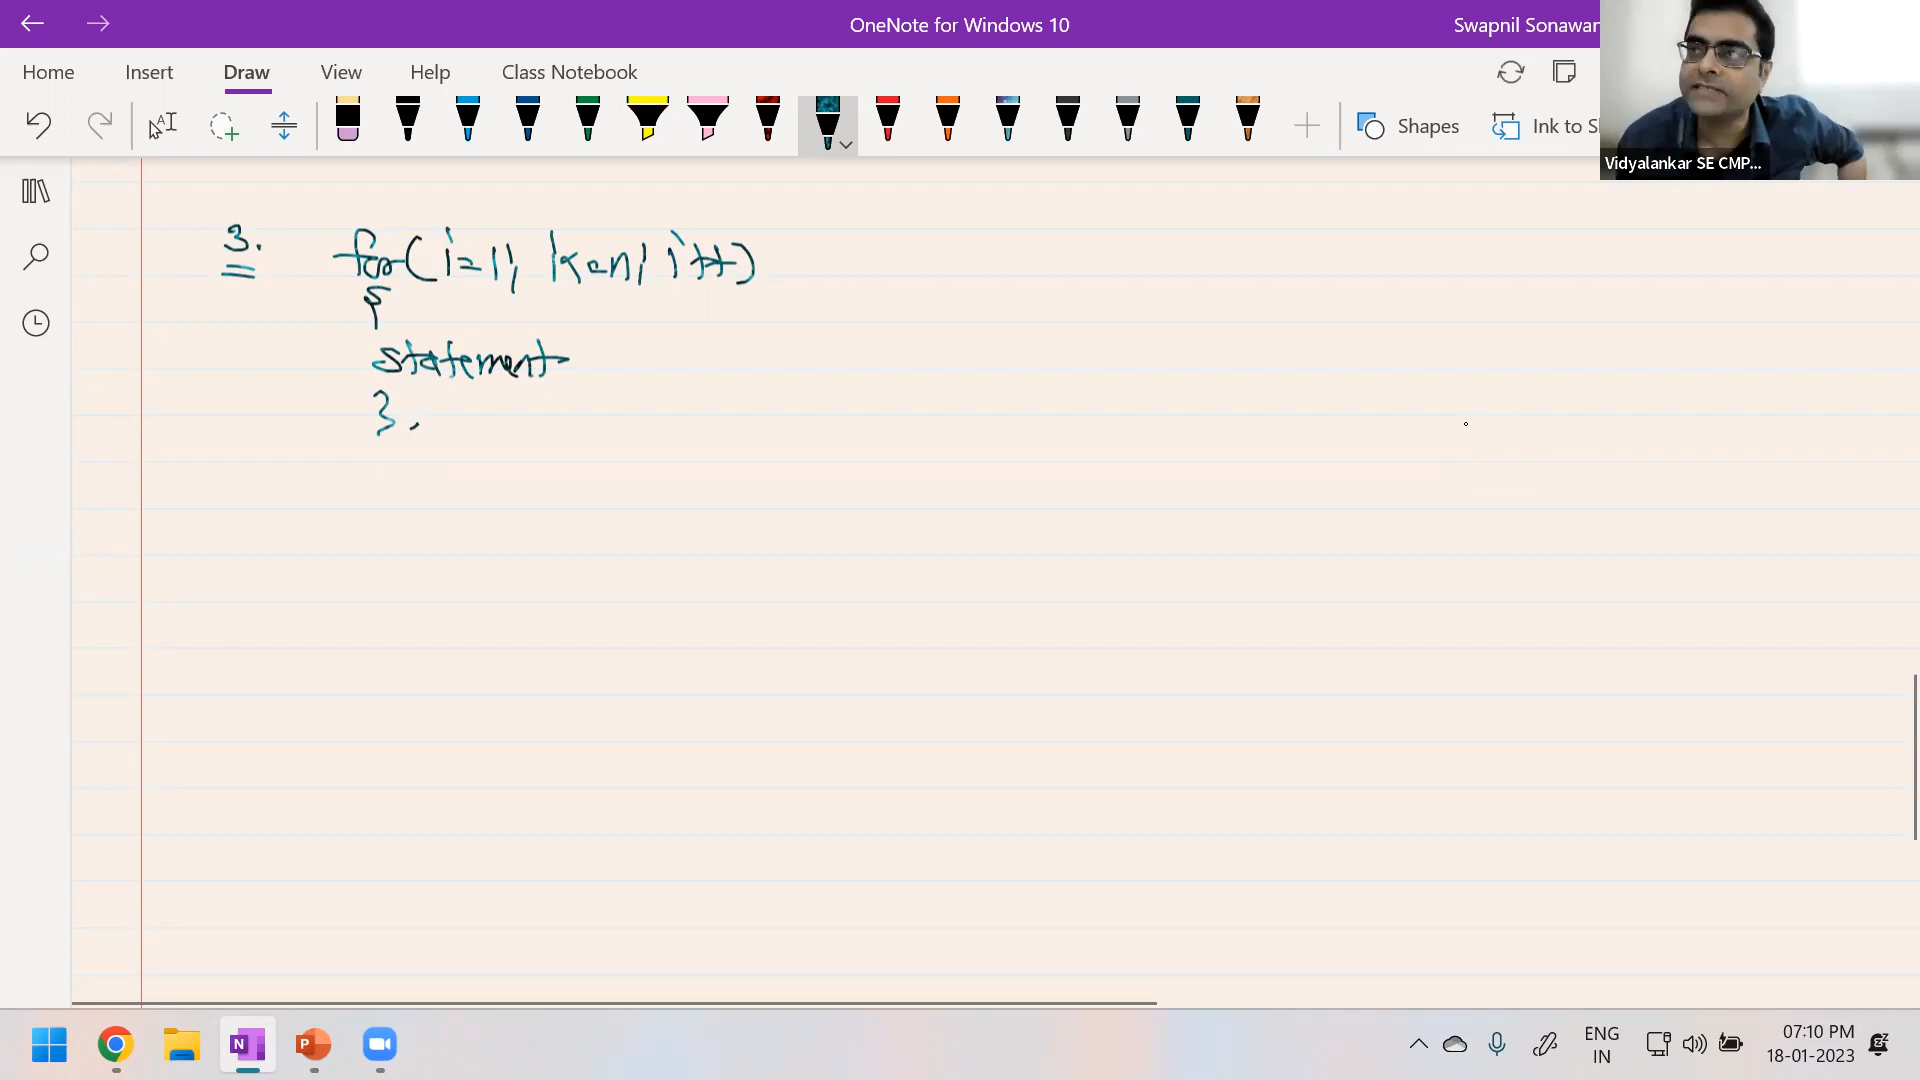 OneNote for Windows 10
Swapnil Sonawan
Home Insert Draw View Help Class Notebook
Shapes Ink to S
Vidyalankar SE CMP...
3. for(i=1; i<=n; i++)
{
statement
}.
ENG
IN
07:10 PM
18-01-2023